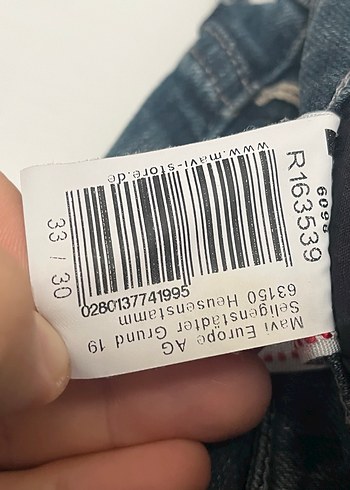 www.mavi-store.de
R163539
6098
33 / 30
0280137741995
Mavi Europe AG
Seligenstädter Grund 19
63150 Heusenstamm